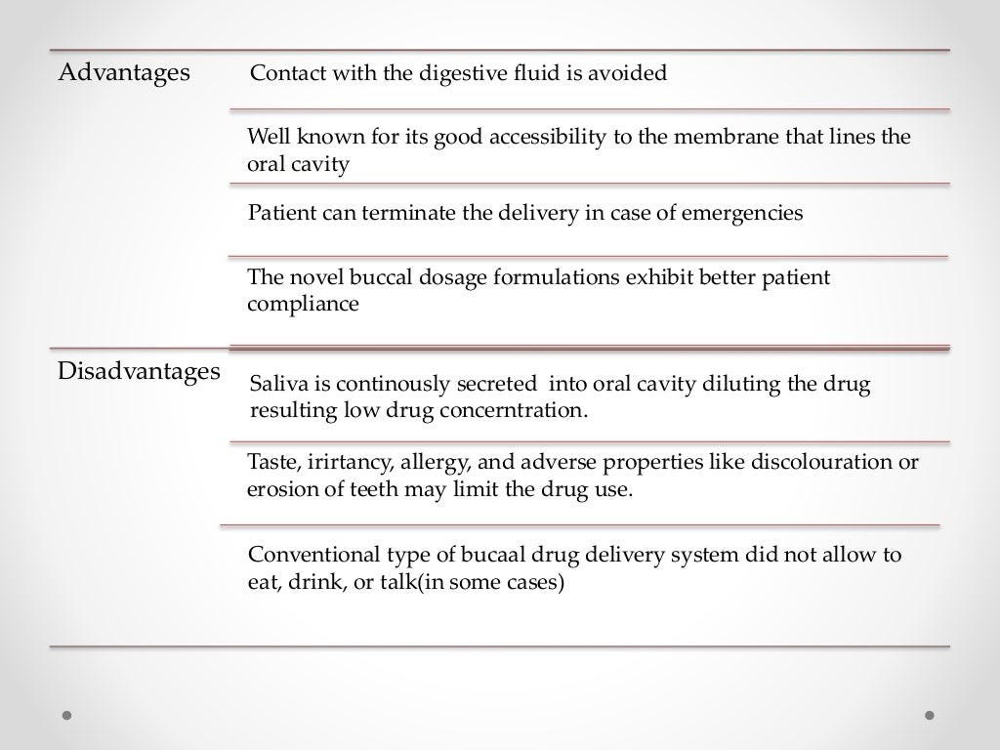 Advantages
Contact with the digestive fluid is avoided
Well known for its good accessibility to the membrane that lines the
oral cavity
Patient can terminate the delivery in case of emergencies
The novel buccal dosage formulations exhibit better patient
compliance
Disadvantages
Saliva is continously secreted  into oral cavity diluting the drug
resulting low drug concerntration.
Taste, irirtancy, allergy, and adverse properties like discolouration or
erosion of teeth may limit the drug use.
Conventional type of bucaal drug delivery system did not allow to
eat, drink, or talk(in some cases)